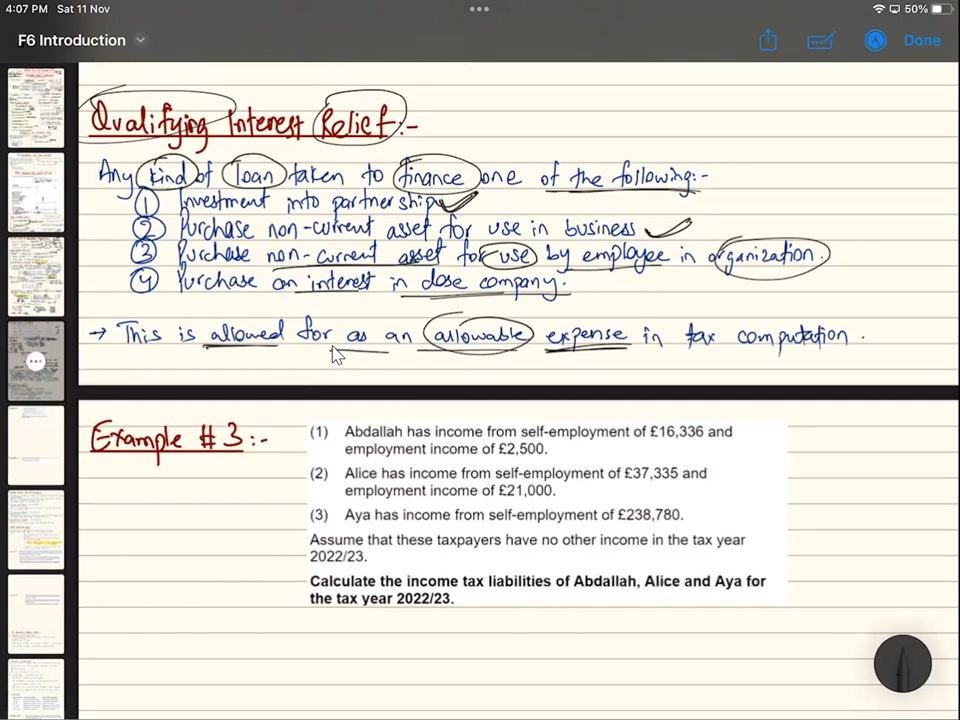 4:07 PM Sat 11 Nov
50%
F6 Introduction
Done
Qualifying Interest Relief:-
Any kind of loan taken to finance one of the following:-
① Investment into partnership
② Purchase non-current asset for use in business
③ Purchase non-current asset for use by employee in organization.
④ Purchase an interest in close company.
→ This is allowed for as an allowable expense in tax computation.
Example #3:-
(1) Abdallah has income from self-employment of £16,336 and
employment income of £2,500.
(2) Alice has income from self-employment of £37,335 and
employment income of £21,000.
(3) Aya has income from self-employment of £238,780.
Assume that these taxpayers have no other income in the tax year
2022/23.
Calculate the income tax liabilities of Abdallah, Alice and Aya for
the tax year 2022/23.